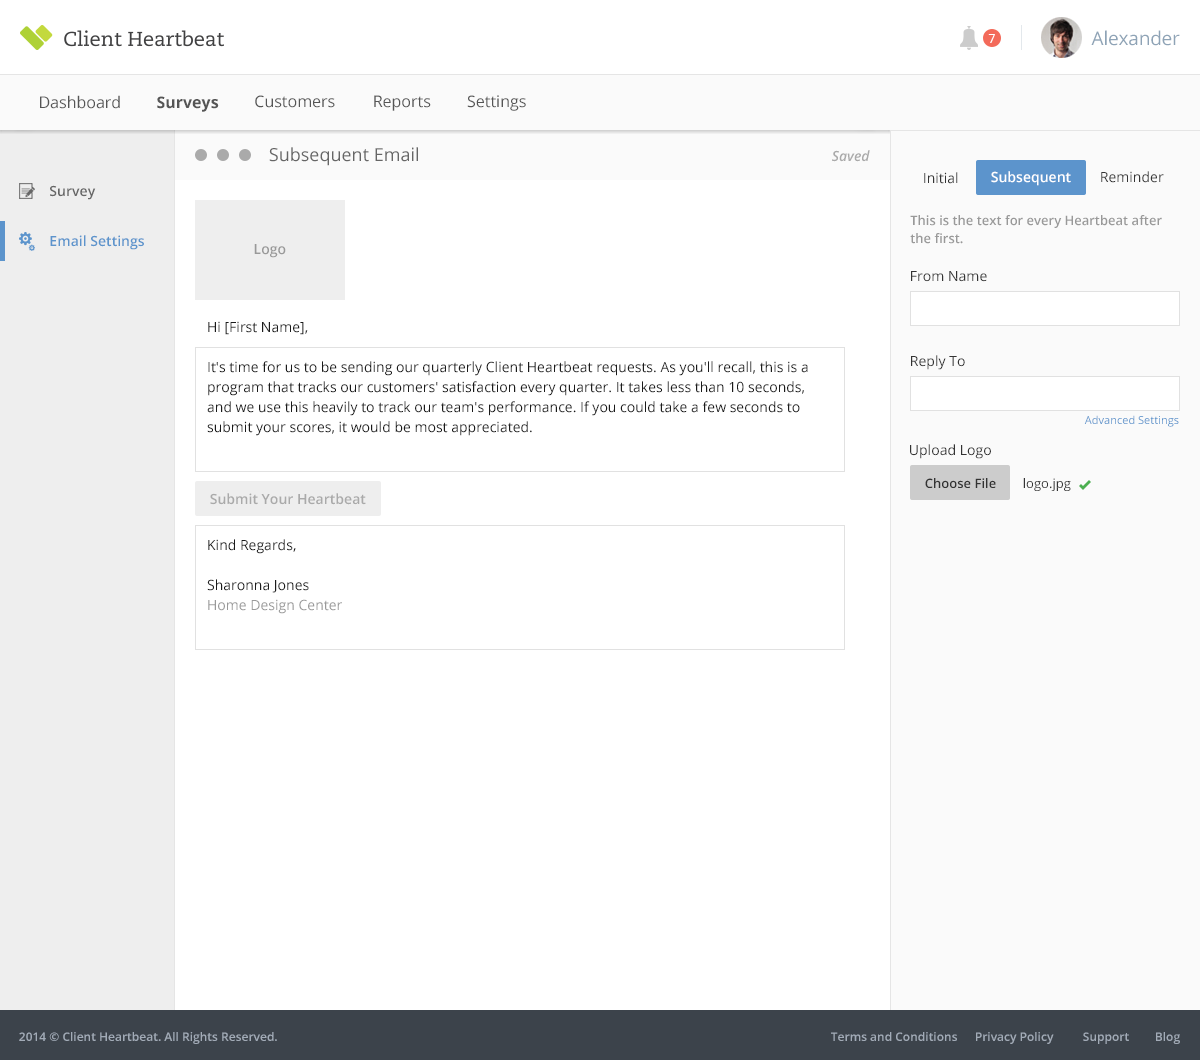 Client Heartbeat
7
Alexander
Dashboard
Surveys
Customers
Reports
Settings
Survey
Email Settings
Subsequent Email
Saved
Logo
Hi [First Name],
It's time for us to be sending our quarterly Client Heartbeat requests. As you'll recall, this is a
program that tracks our customers' satisfaction every quarter. It takes less than 10 seconds,
and we use this heavily to track our team's performance. If you could take a few seconds to
submit your scores, it would be most appreciated.
Submit Your Heartbeat
Kind Regards,
Sharonna Jones
Home Design Center
Initial
Subsequent
Reminder
This is the text for every Heartbeat after
the first.
From Name
Reply To
Advanced Settings
Upload Logo
Choose File
logo.jpg
2014 © Client Heartbeat. All Rights Reserved.
Terms and Conditions
Privacy Policy
Support
Blog